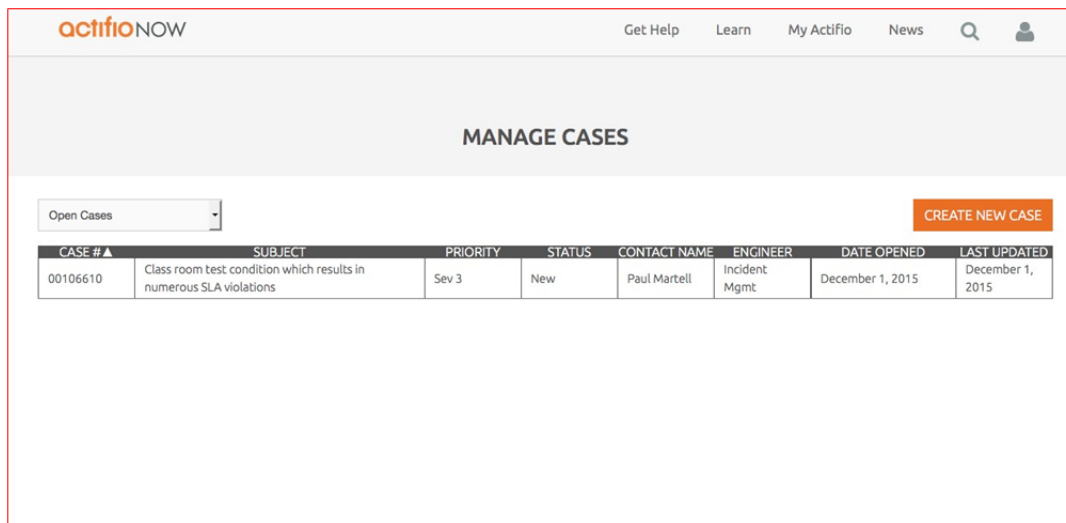 actifio NOW Get Help Learn My Actifio News
MANAGE CASES
Open Cases CREATE NEW CASE
CASE #▲ SUBJECT PRIORITY STATUS CONTACT NAME ENGINEER DATE OPENED LAST UPDATED
00106610 Class room test condition which results in
numerous SLA violations Sev 3 New Paul Martell Incident
Mgmt December 1, 2015 December 1,
2015